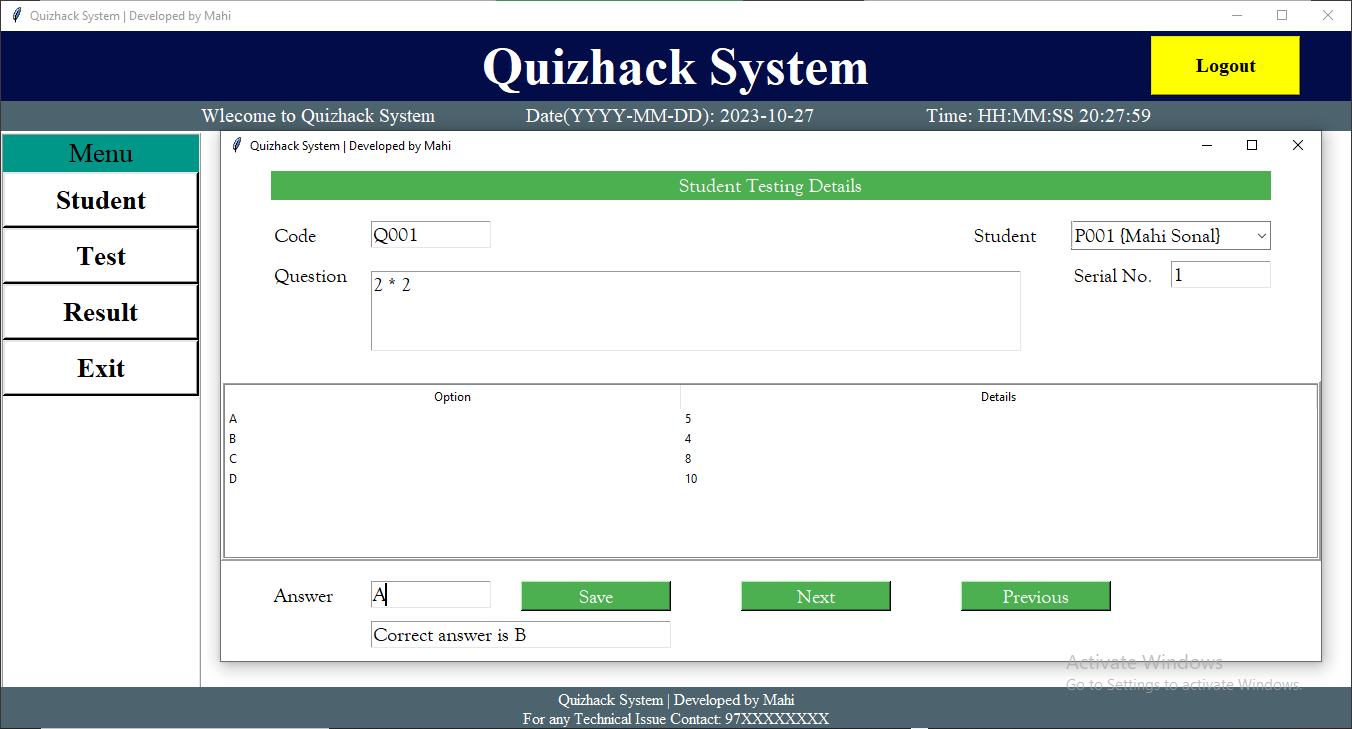 Quizhack System | Developed by Mahi
Quizhack System
Logout
Wlecome to Quizhack System Date(YYYY-MM-DD): 2023-10-27 Time: HH:MM:SS 20:27:59
Menu
Student
Test
Result
Exit
Quizhack System | Developed by Mahi
Student Testing Details
Code Q001 Student P001 {Mahi Sonal}
Question 2 * 2 Serial No. 1
Option Details
A 5
B 4
C 8
D 10
Answer A Save Next Previous
Correct answer is B
Activate Windows
Go to Settings to activate Windows.
Quizhack System | Developed by Mahi
For any Technical Issue Contact: 97XXXXXXXX